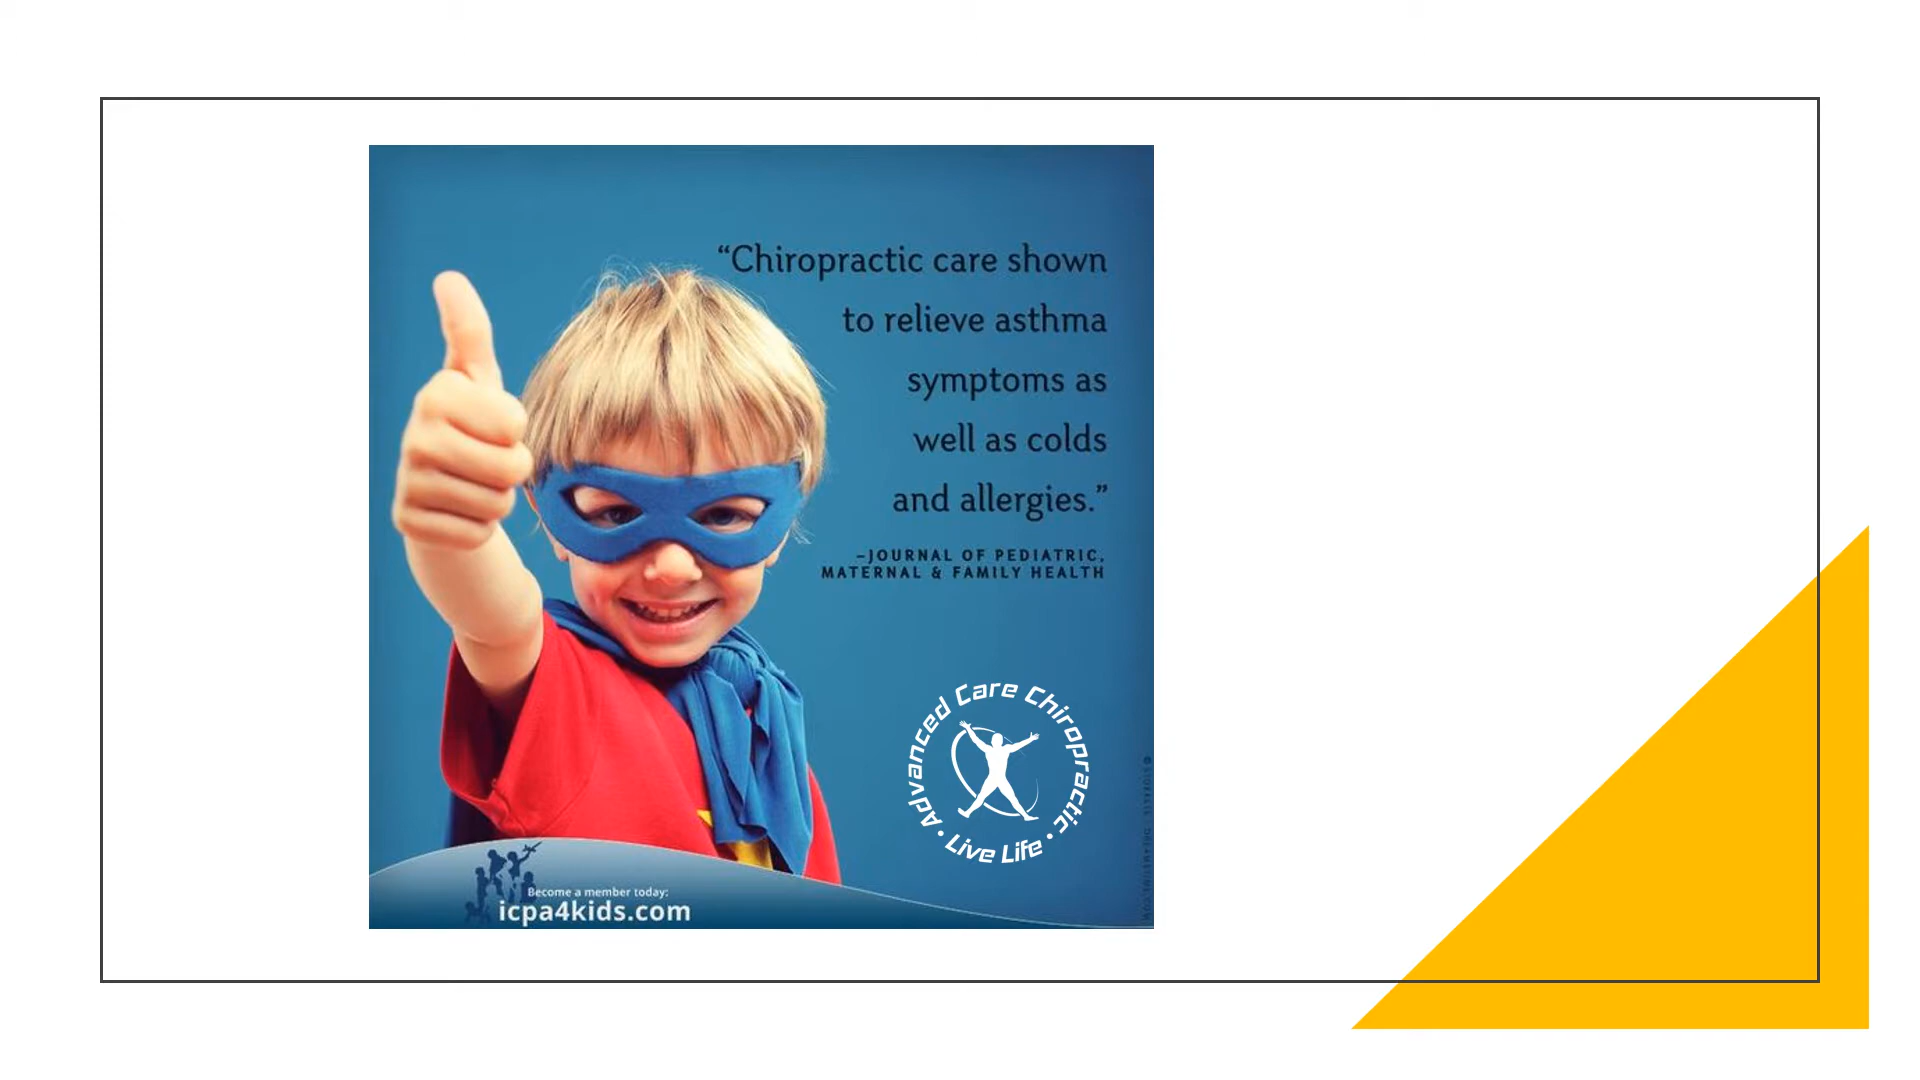 “Chiropractic care shown
to relieve asthma
symptoms as
well as colds
and allergies.”
–JOURNAL OF PEDIATRIC,
MATERNAL & FAMILY HEALTH
Advanced Care Chiropractic
• Live Life •
Become a member today:
icpa4kids.com